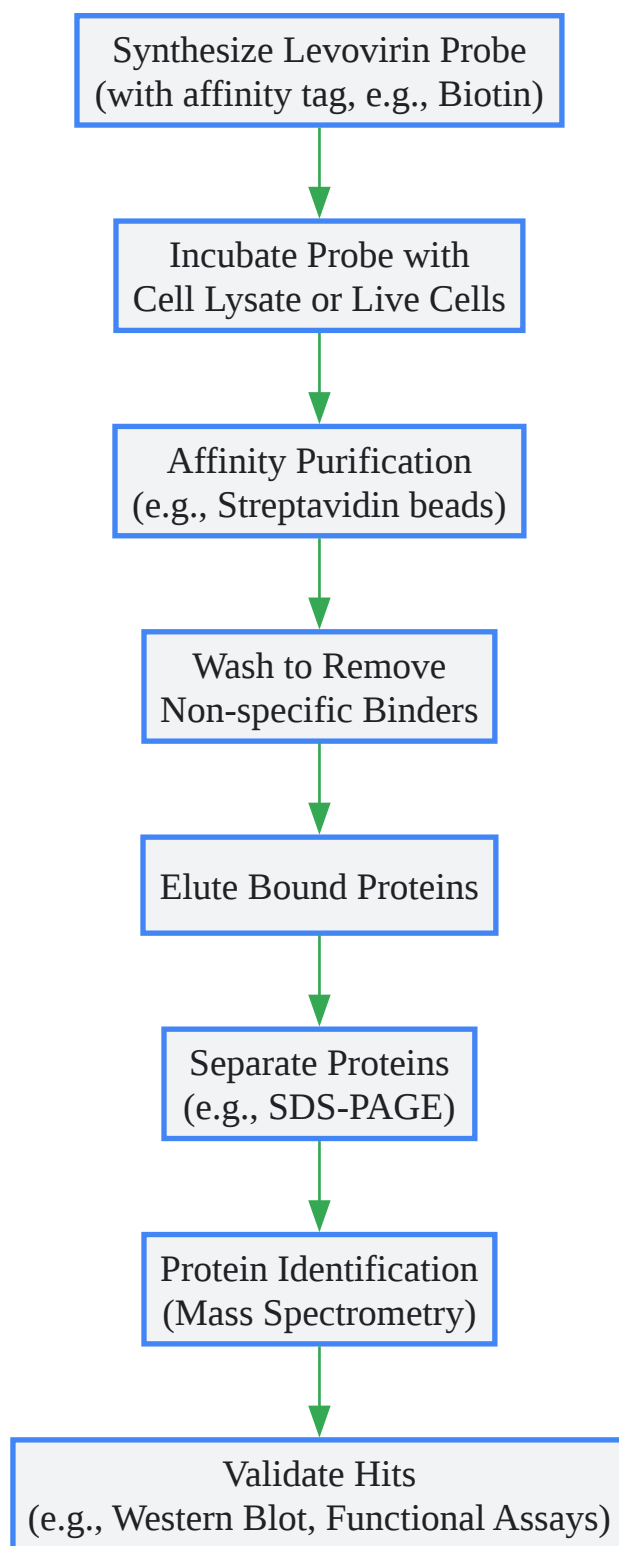 Synthesize Levovirin Probe
(with affinity tag, e.g., Biotin)
Incubate Probe with
Cell Lysate or Live Cells
Affinity Purification
(e.g., Streptavidin beads)
Wash to Remove
Non-specific Binders
Elute Bound Proteins
Separate Proteins
(e.g., SDS-PAGE)
Protein Identification
(Mass Spectrometry)
Validate Hits
(e.g., Western Blot, Functional Assays)